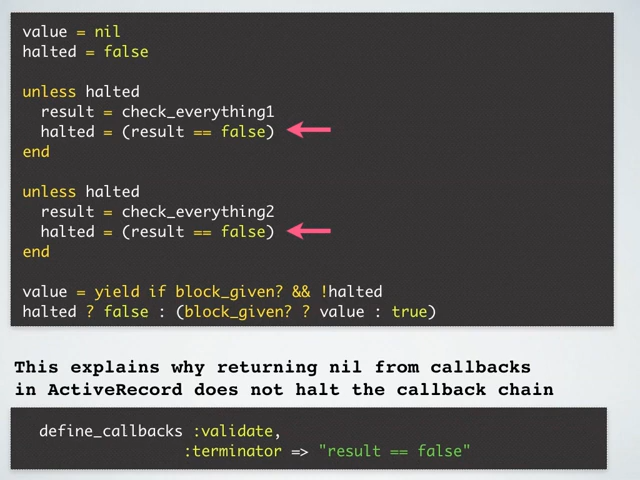 value = nil
halted = false
unless halted
result = check_everything1
halted = (result == false)
end
unless halted
result = check_everything2
halted = (result == false)
end
value = yield if block_given? && !halted
halted ? false : (block_given? ? value : true)
This explains why returning nil from callbacks
in ActiveRecord does not halt the callback chain
define_callbacks :validate,
:terminator => "result == false"